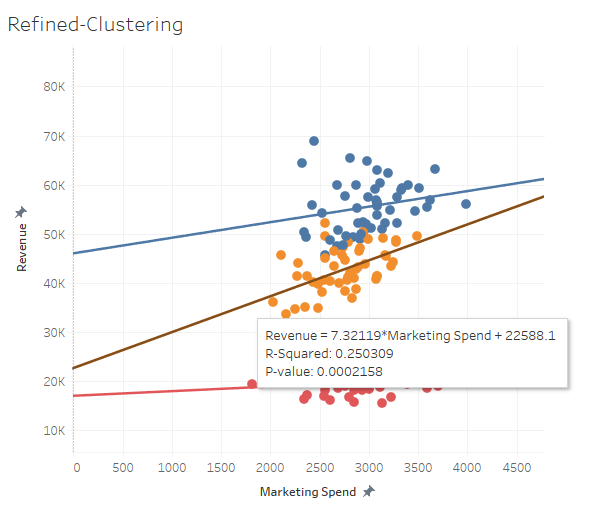 Refined-Clustering
80K
70K
60K
50K
40K
30K
20K
10K
Revenue
Revenue = 7.32119*Marketing Spend + 22588.1
R-Squared: 0.250309
P-value: 0.0002158
0 500 1000 1500 2000 2500 3000 3500 4000 4500
Marketing Spend